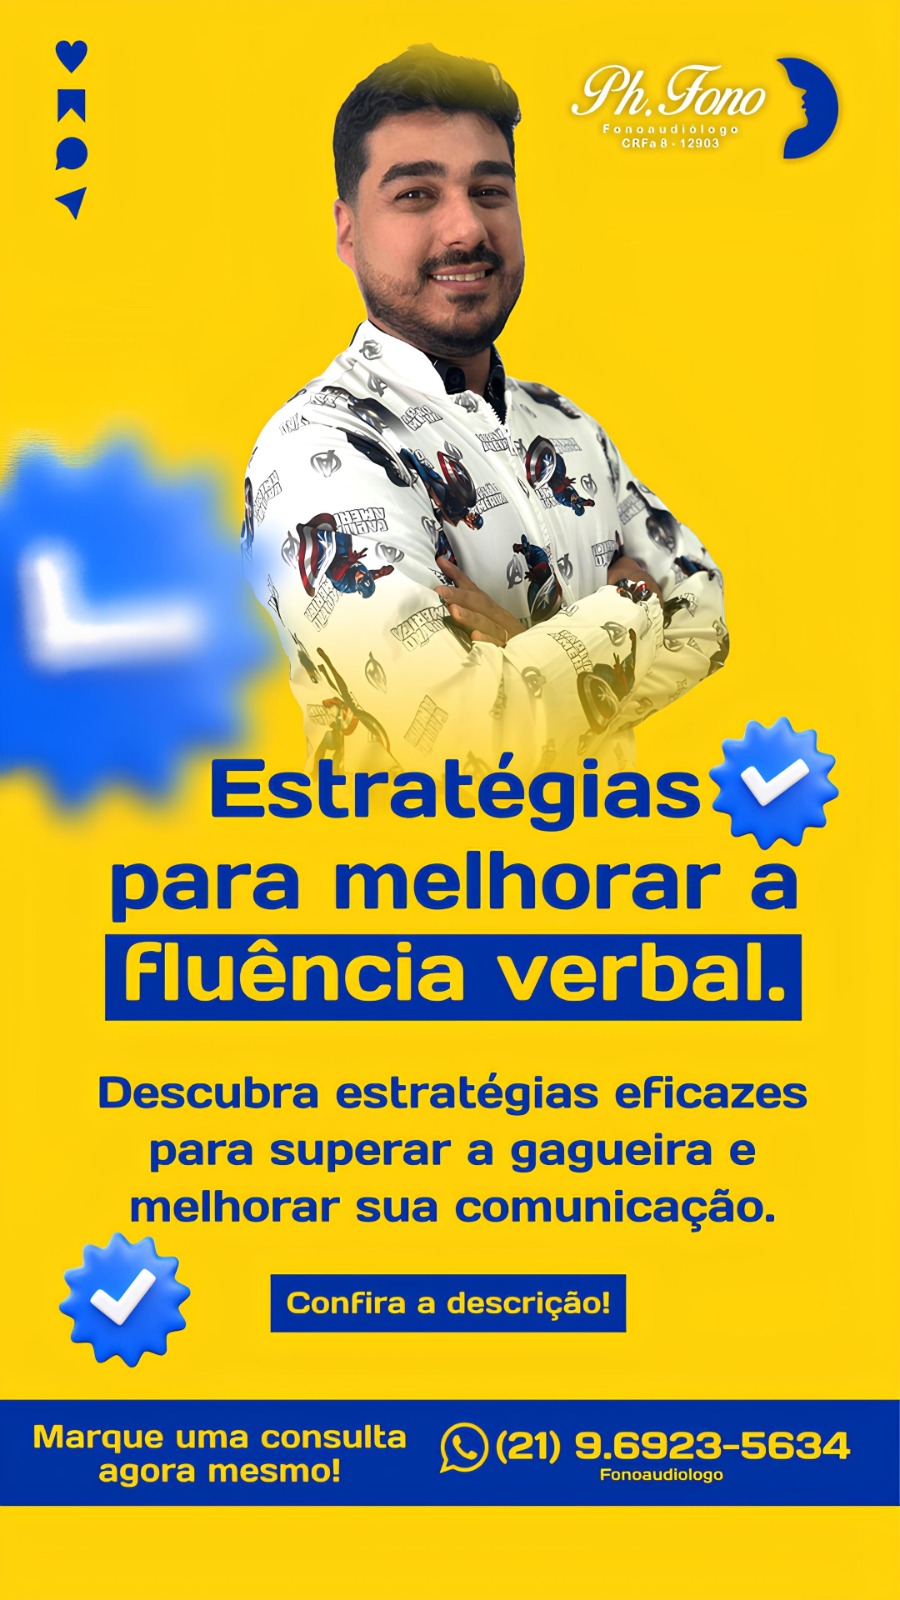 Ph.Fono
Fonoaudiólogo
CRFa 8 - 12903
Estratégias
para melhorar a
fluência verbal.
Descubra estratégias eficazes
para superar a gagueira e
melhorar sua comunicação.
Confira a descrição!
Marque uma consulta
agora mesmo!
(21) 9.6923-5634
Fonoaudiologo